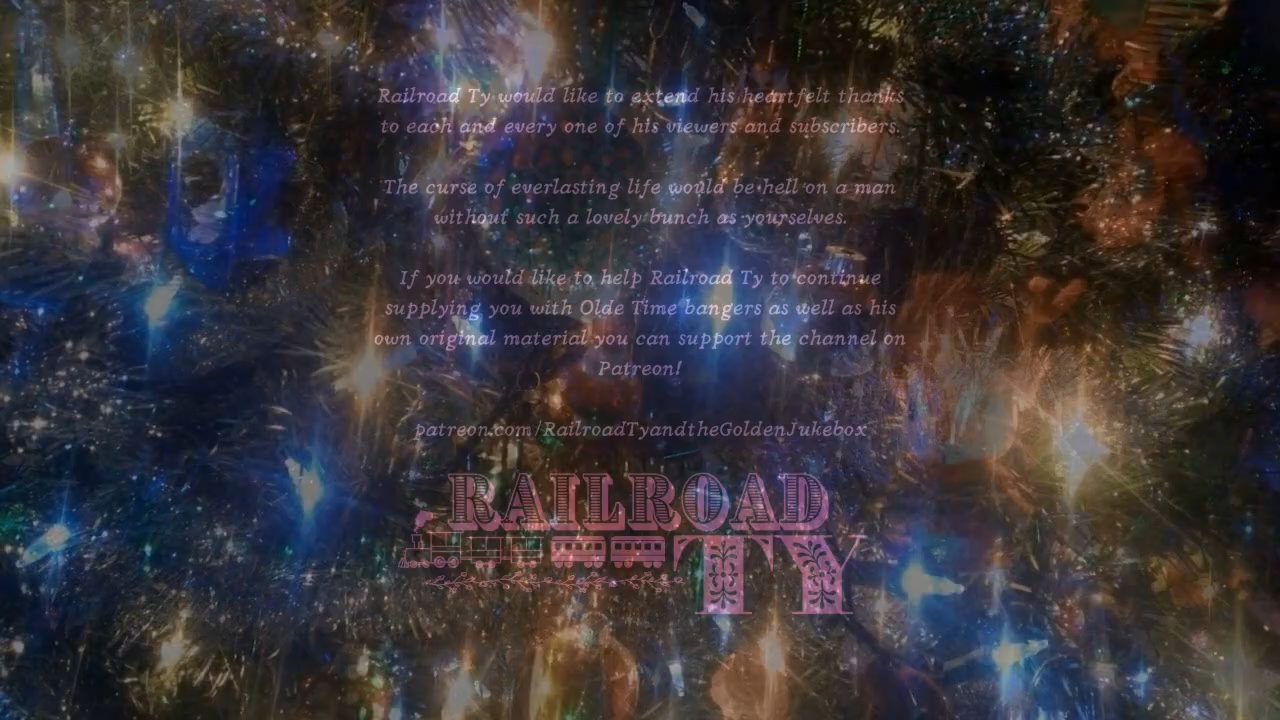 Railroad Ty would like to extend his heartfelt thanks
to each and every one of his viewers and subscribers.
The curse of everlasting life would be hell on a man
without such a lovely bunch as yourselves.
If you would like to help Railroad Ty to continue
supplying you with Olde Time bangers as well as his
own original material you can support the channel on
Patreon!
patreon.com/RailroadTyandtheGoldenJukebox
RAILROAD
TY